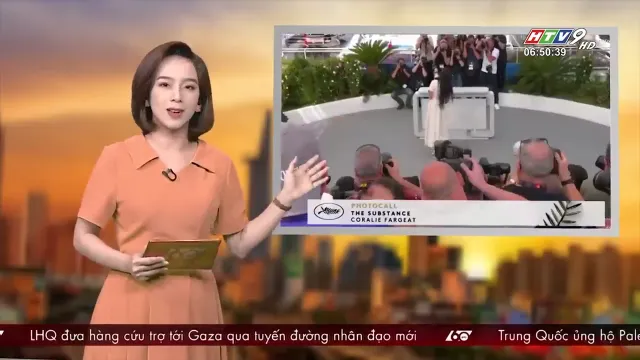 HTV9 HD
06:50:39
PHOTOCALL
THE SUBSTANCE
CORALIE FARGEAT
LHQ đưa hàng cứu trợ tới Gaza qua tuyến đường nhân đạo mới
60
Trung Quốc ủng hộ Pale